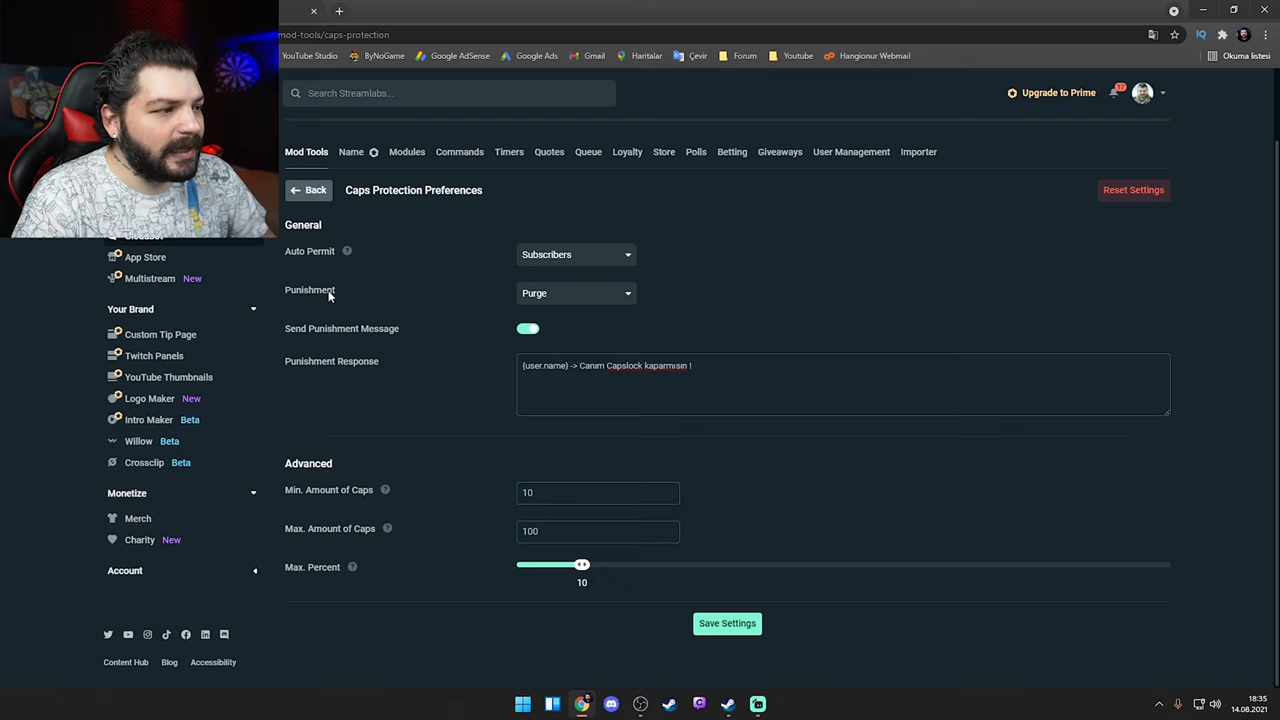 mod-tools/caps-protection
YouTube Studio ByNoGame Google AdSense Google Ads Gmail Haritalar Çevir Forum Youtube Hangionur Webmail Okuma listesi
Search Streamlabs...
Upgrade to Prime 17
Mod Tools Name Modules Commands Timers Quotes Queue Loyalty Store Polls Betting Giveaways User Management Importer
Back Caps Protection Preferences Reset Settings
General
Auto Permit Subscribers
Punishment Purge
Send Punishment Message
Punishment Response {user.name} -> Canım Capslock kaparmısın !
Advanced
Min. Amount of Caps 10
Max. Amount of Caps 100
Max. Percent
10
Save Settings
App Store
Multistream New
Your Brand
Custom Tip Page
Twitch Panels
YouTube Thumbnails
Logo Maker New
Intro Maker Beta
Willow Beta
Crossclip Beta
Monetize
Merch
Charity New
Account
Content Hub Blog Accessibility
18:35
14.08.2021